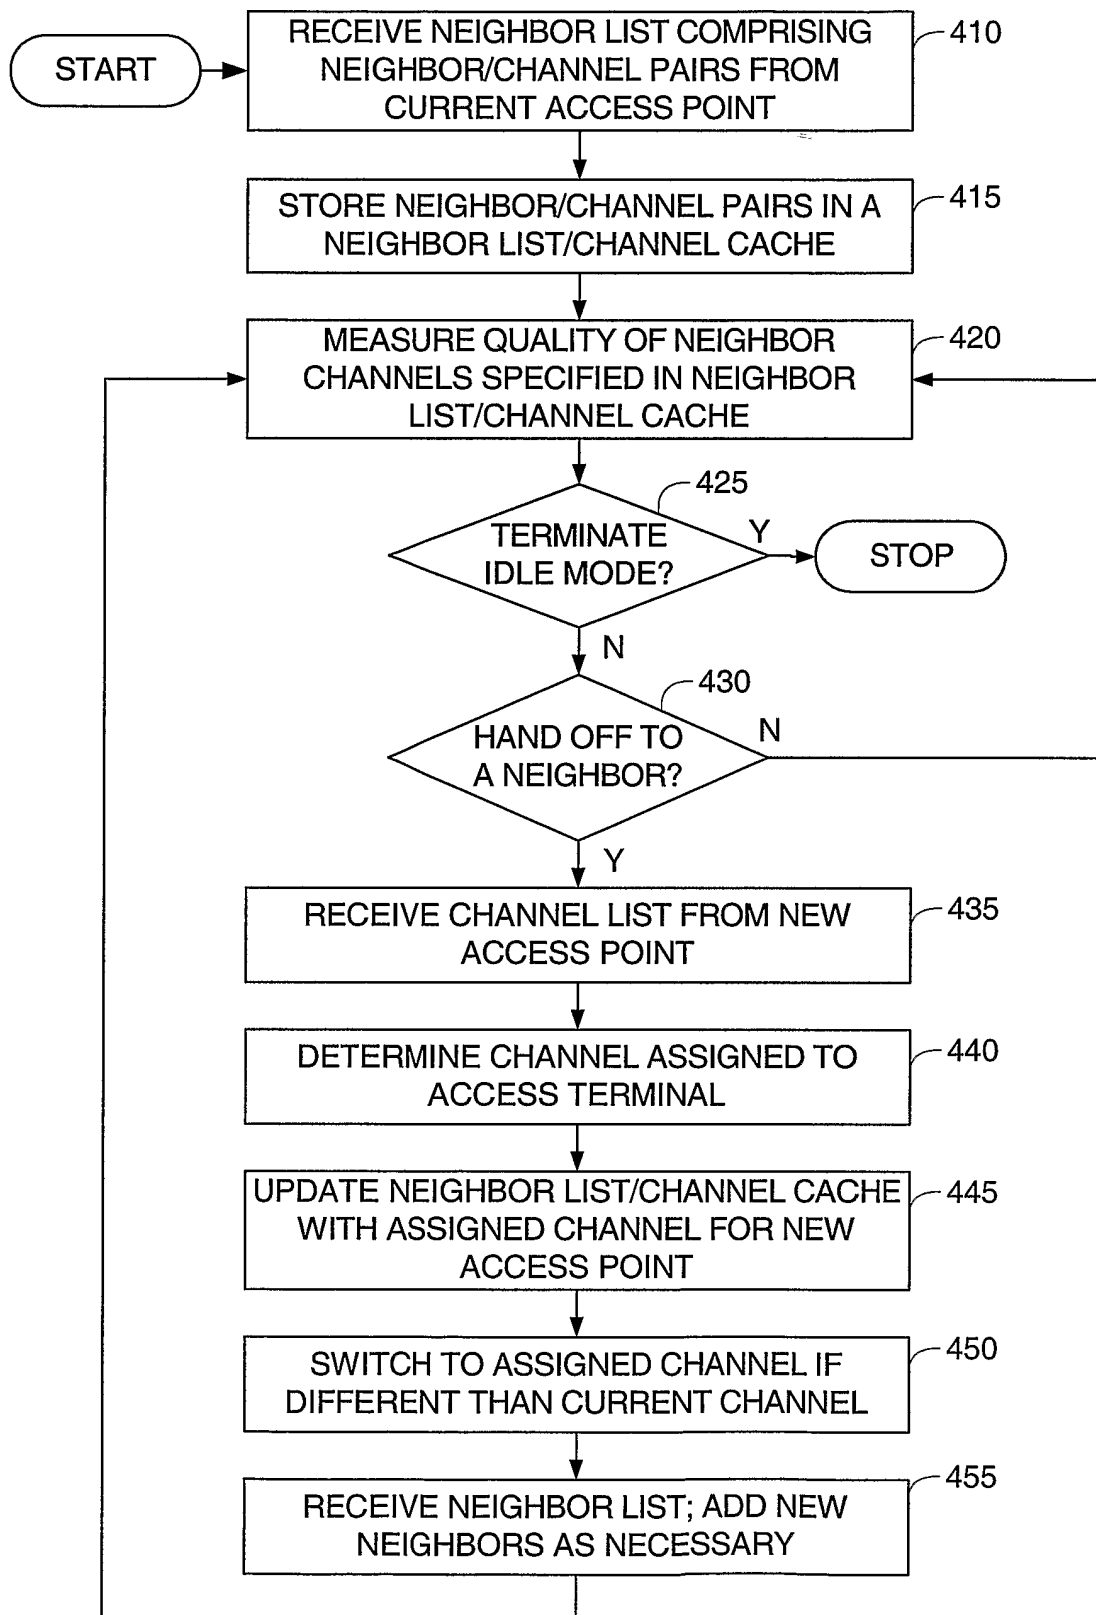 START
RECEIVE NEIGHBOR LIST COMPRISING
NEIGHBOR/CHANNEL PAIRS FROM
CURRENT ACCESS POINT
410
STORE NEIGHBOR/CHANNEL PAIRS IN A
NEIGHBOR LIST/CHANNEL CACHE
415
MEASURE QUALITY OF NEIGHBOR
CHANNELS SPECIFIED IN NEIGHBOR
LIST/CHANNEL CACHE
420
425
TERMINATE
IDLE MODE?
Y
STOP
N
430
HAND OFF TO
A NEIGHBOR?
N
Y
RECEIVE CHANNEL LIST FROM NEW
ACCESS POINT
435
DETERMINE CHANNEL ASSIGNED TO
ACCESS TERMINAL
440
UPDATE NEIGHBOR LIST/CHANNEL CACHE
WITH ASSIGNED CHANNEL FOR NEW
ACCESS POINT
445
SWITCH TO ASSIGNED CHANNEL IF
DIFFERENT THAN CURRENT CHANNEL
450
RECEIVE NEIGHBOR LIST; ADD NEW
NEIGHBORS AS NECESSARY
455